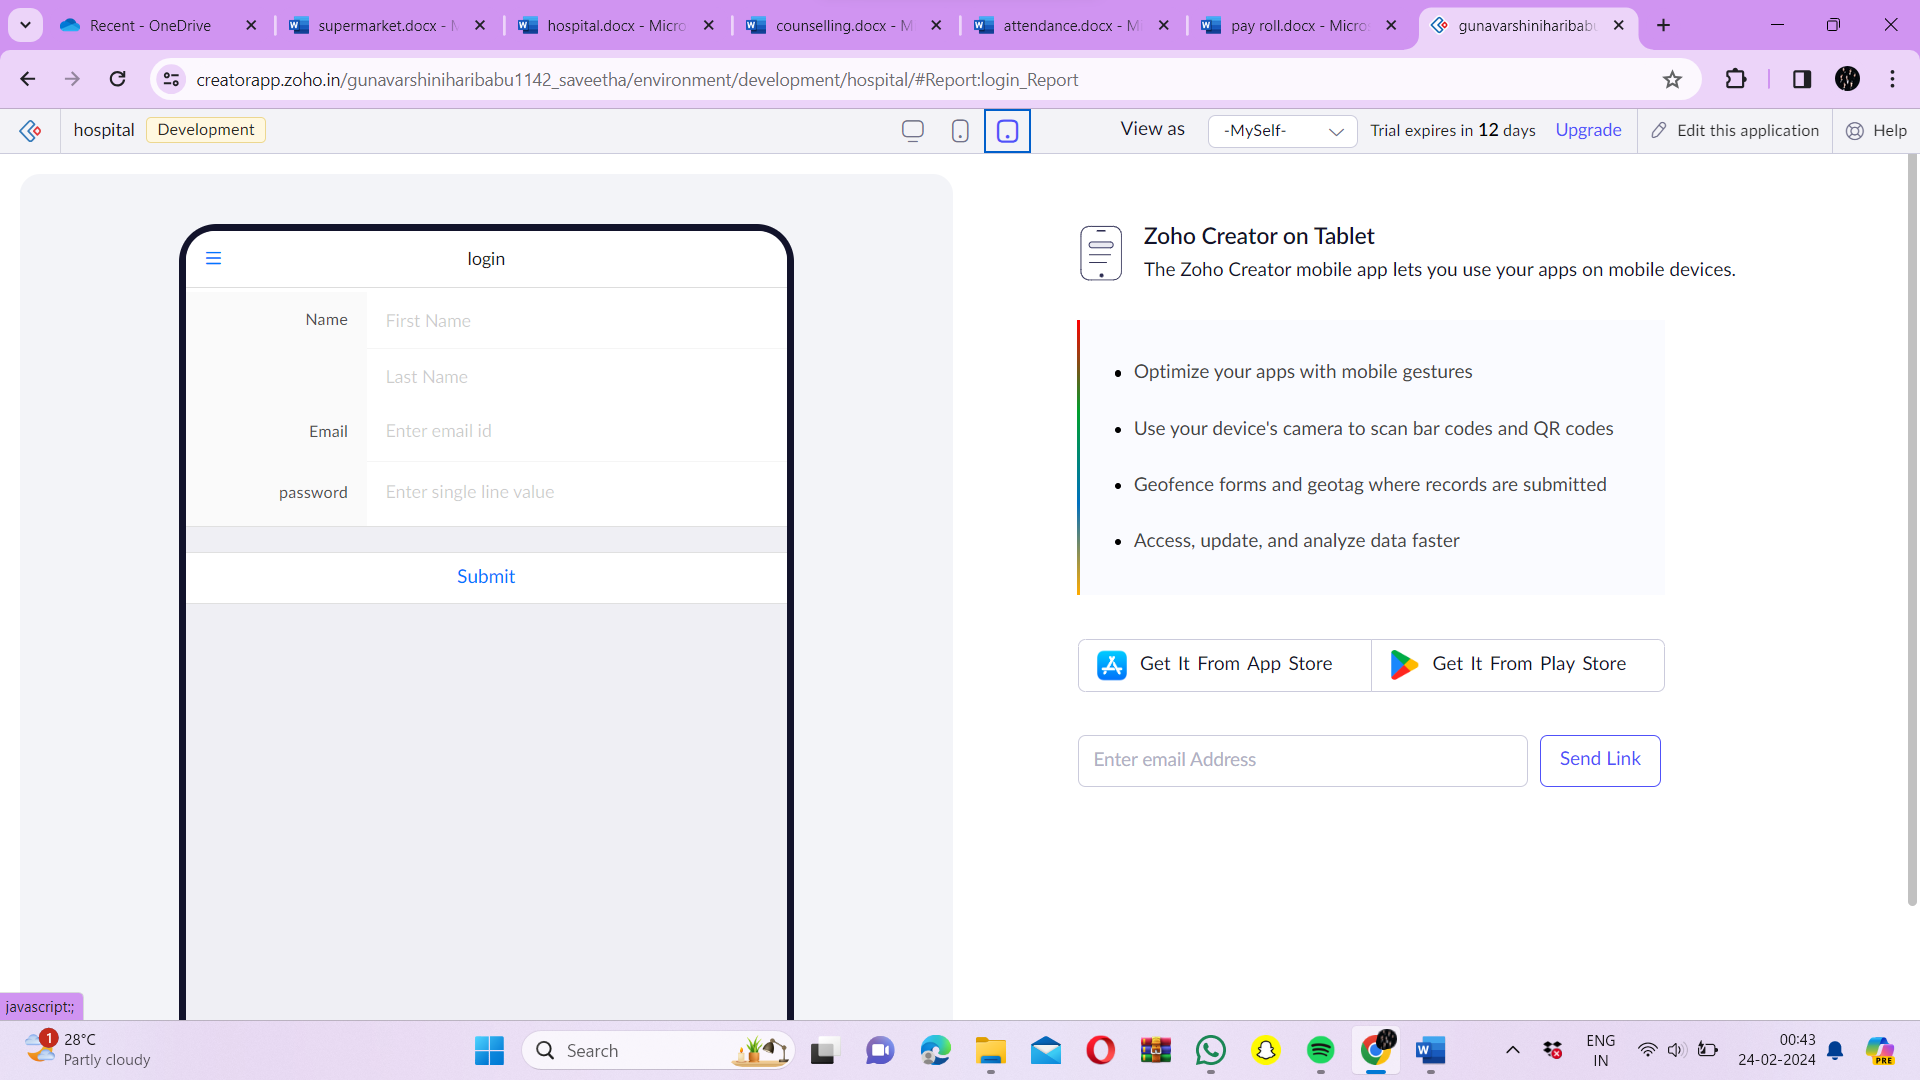 Recent - OneDrive
supermarket.docx - M
hospital.docx - Micro
counselling.docx - M
attendance.docx - Mi
pay roll.docx - Micros
gunavarshiniharibabu
creatorapp.zoho.in/gunavarshiniharibabu1142_saveetha/environment/development/hospital/#Report:login_Report
hospital
Development
View as
-MySelf-
Trial expires in 12 days
Upgrade
Edit this application
Help
login
Name
First Name
Last Name
Email
Enter email id
password
Enter single line value
Submit
Zoho Creator on Tablet
The Zoho Creator mobile app lets you use your apps on mobile devices.
Optimize your apps with mobile gestures
Use your device's camera to scan bar codes and QR codes
Geofence forms and geotag where records are submitted
Access, update, and analyze data faster
Get It From App Store
Get It From Play Store
Enter email Address
Send Link
javascript:;
1
28°C
Partly cloudy
Search
ENG
IN
00:43
24-02-2024
PRE